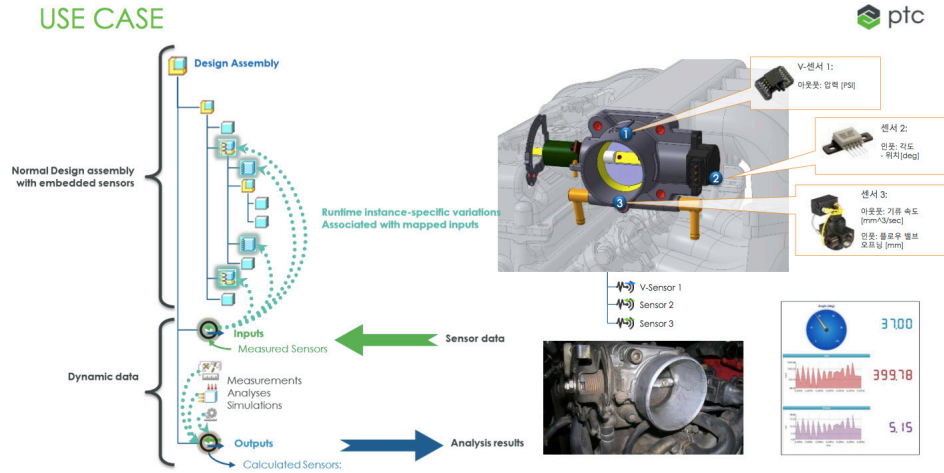 USE CASE
ptc
Design Assembly
Normal Design assembly
with embedded sensors
Runtime instance-specific variations
Associated with mapped inputs
V-센서 1:
아웃풋: 압력 [PSI]
센서 2:
인풋: 각도
- 위치[deg]
센서 3:
아웃풋: 기류 속도
[mm^3/sec]
인풋: 플로우 밸브
오프닝 [mm]
1
2
3
V-Sensor 1
Sensor 2
Sensor 3
Inputs
Measured Sensors
Sensor data
Dynamic data
Measurements
Analyses
Simulations
Outputs
Calculated Sensors:
Analysis results
37.00
399.78
5.15